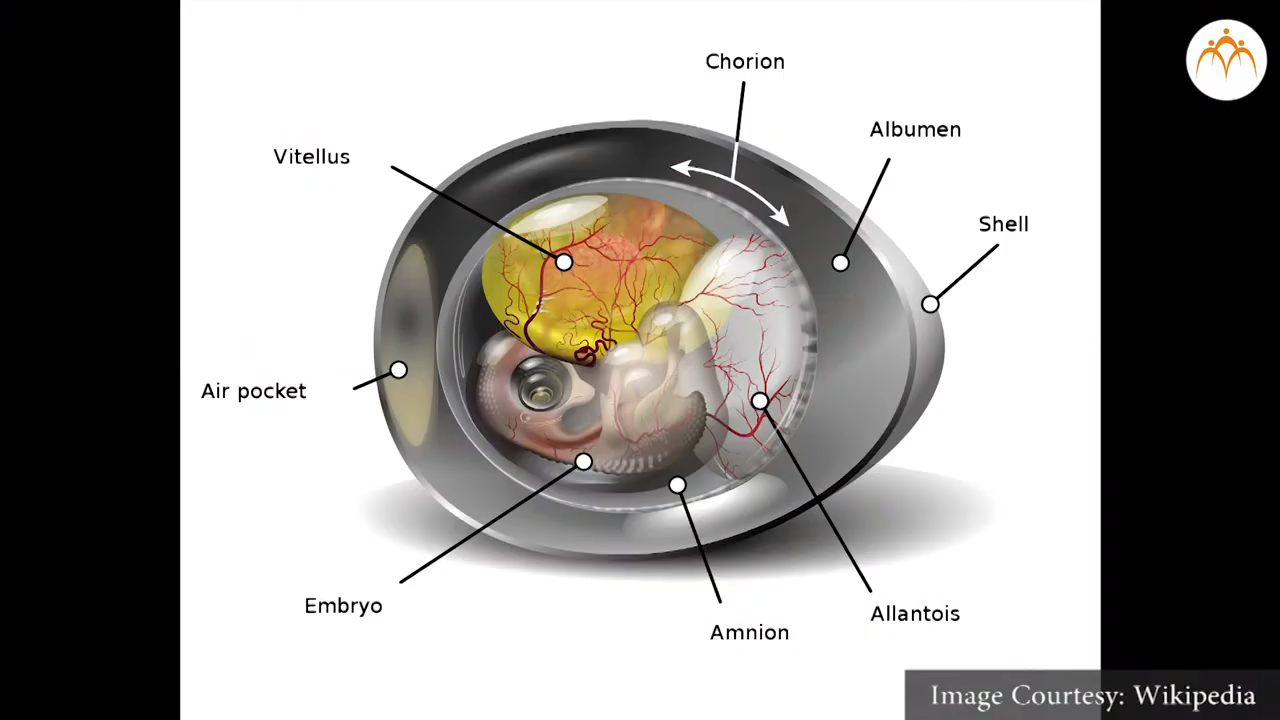 Chorion
Albumen
Vitellus
Shell
Air pocket
Embryo
Allantois
Amnion
Image Courtesy: Wikipedia